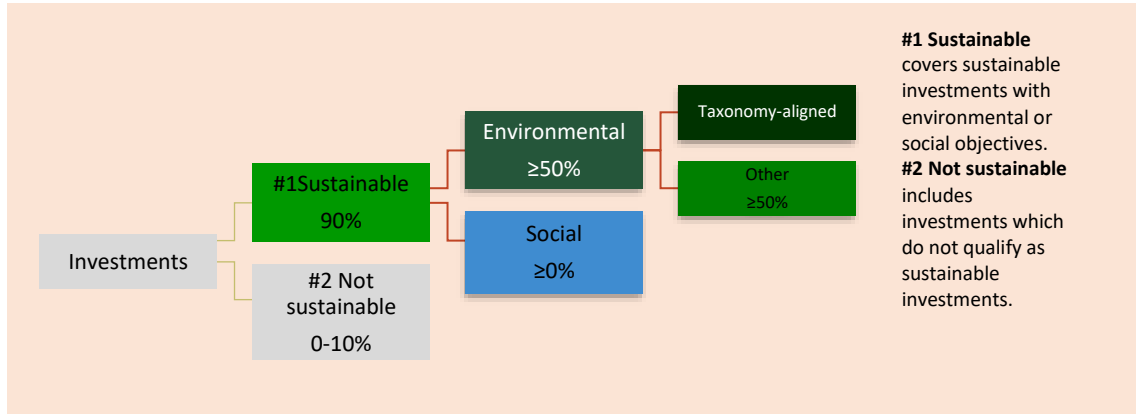 Investments
#1Sustainable
90%
#2 Not
sustainable
0-10%
Environmental
≥50%
Social
≥0%
Taxonomy-aligned
Other
≥50%
#1 Sustainable
covers sustainable
investments with
environmental or
social objectives.
#2 Not sustainable
includes
investments which
do not qualify as
sustainable
investments.